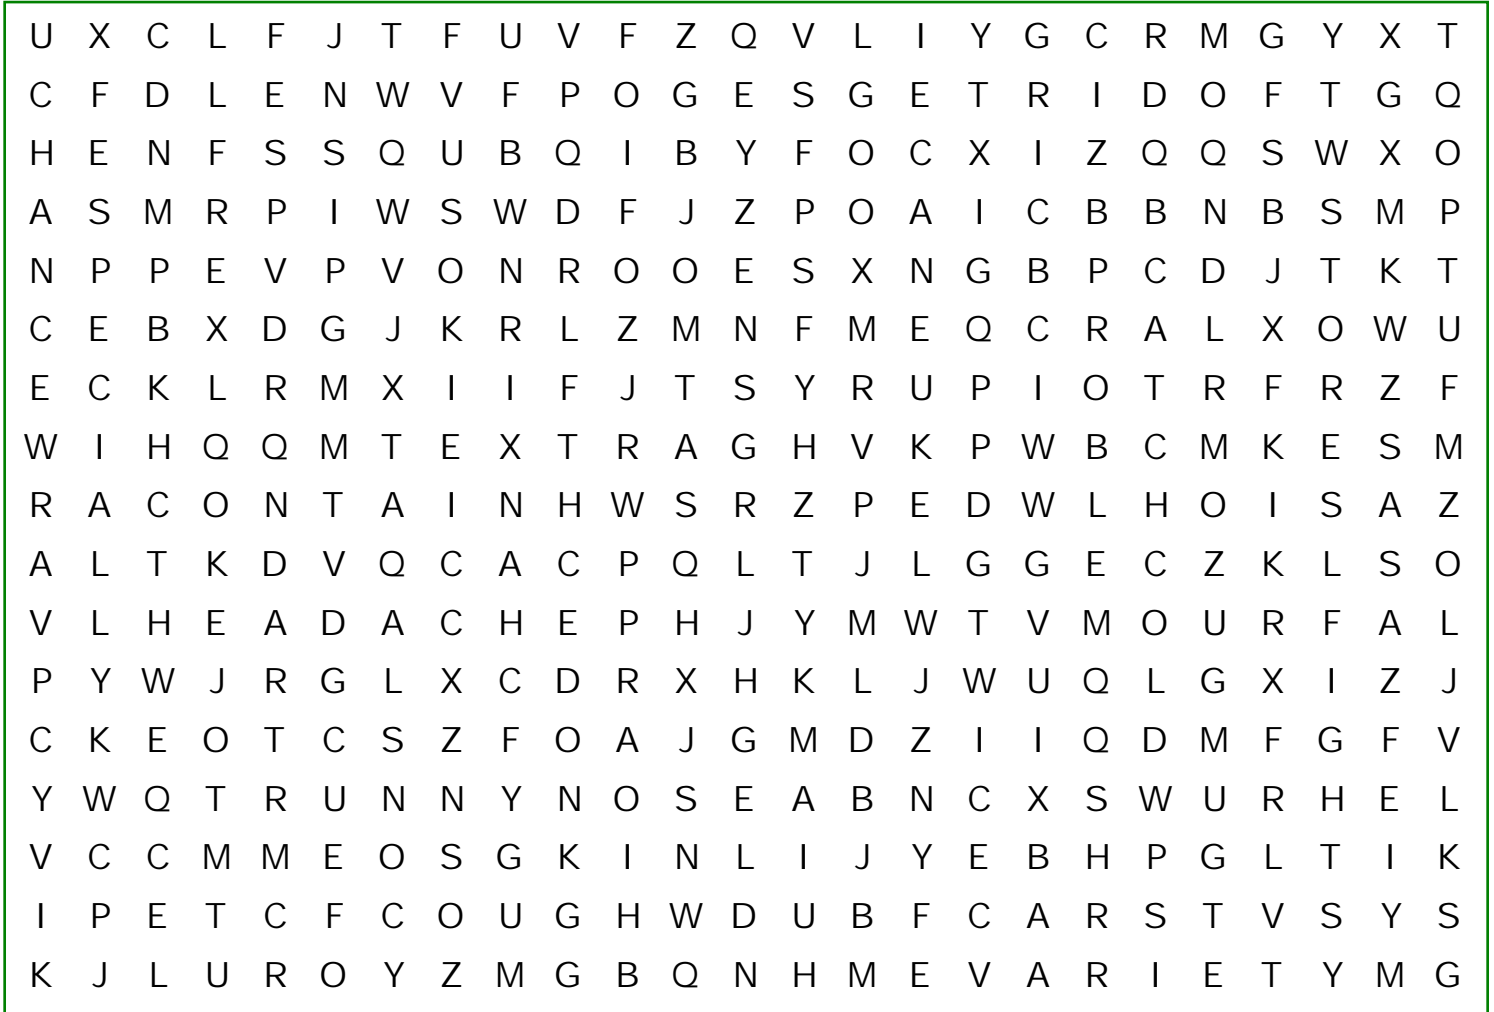 U X C L F J T F U V F Z Q V L I Y G C R M G Y X T
C F D L E N W V F P O G E S G E T R I D O F T G Q
H E N F S S Q U B Q I B Y F O C X I Z Q Q S W X O
A S M R P I W S W D F J Z P O A I C B B N B S M P
N P P E V P V O N R O O E S X N G B P C D J T K T
C E B X D G J K R L Z M N F M E Q C R A L X O W U
E C K L R M X I I F J T S Y R U P I O T R F R Z F
W I H Q Q M T E X T R A G H V K P W B C M K E S M
R A C O N T A I N H W S R Z P E D W L H O I S A Z
A L T K D V Q C A C P Q L T J L G G E C Z K L S O
V L H E A D A C H E P H J Y M W T V M O U R F A L
P Y W J R G L X C D R X H K L J W U Q L G X I Z J
C K E O T C S Z F O A J G M D Z I I Q D M F G F V
Y W Q T R U N N Y N O S E A B N C X S W U R H E L
V C C M M E O S G K I N L I J Y E B H P G L T I K
I P E T C F C O U G H W D U B F C A R S T V S Y S
K J L U R O Y Z M G B Q N H M E V A R I E T Y M G